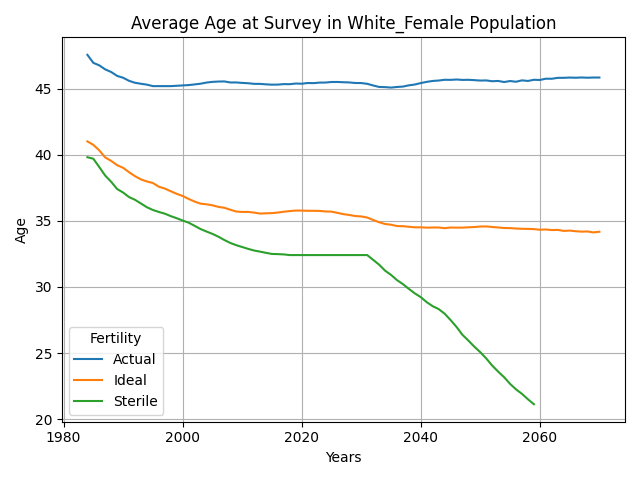 Average Age at Survey in White_Female Population
Age
45
40
35
30
25
20
Fertility
Actual
Ideal
Sterile
1980
2000
2020
2040
2060
Years